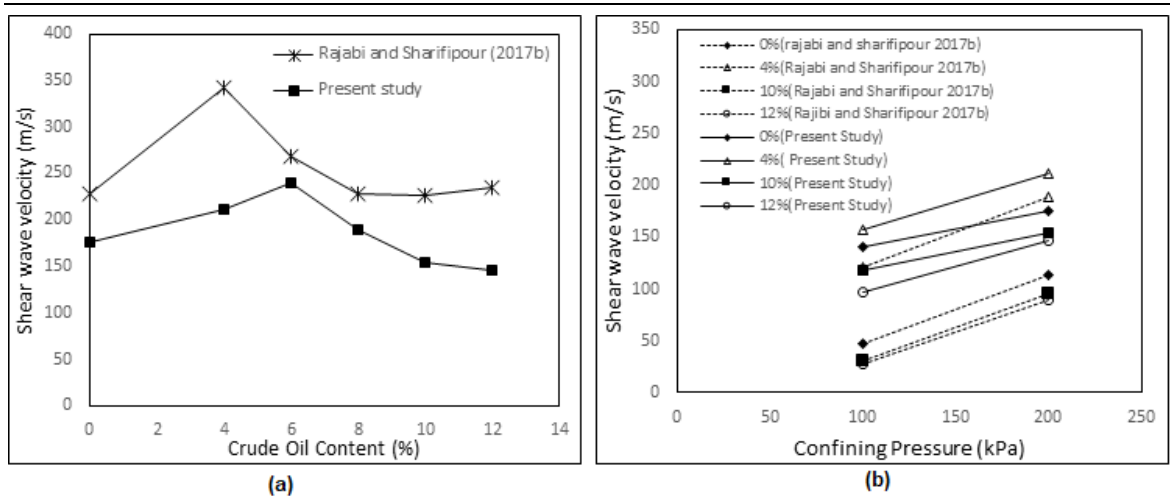 400
350
300
250
200
150
100
50
0
0 2 4 6 8 10 12 14
Shear wave velocity (m/s)
Crude Oil Content (%)
Rajabi and Sharifipour (2017b)
Present study
(a)
350
300
250
200
150
100
50
0
0 50 100 150 200 250
Shear wave velocity (m/s)
Confining Pressure (kPa)
0%(rajabi and sharifipour 2017b)
4%(Rajabi and Sharifipour 2017b)
10%(Rajabi and Sharifipour 2017b)
12%(Rajibi and Sharifipour 2017b)
0%(Present Study)
4%( Present Study)
10%(Present Study)
12%(Present Study)
(b)